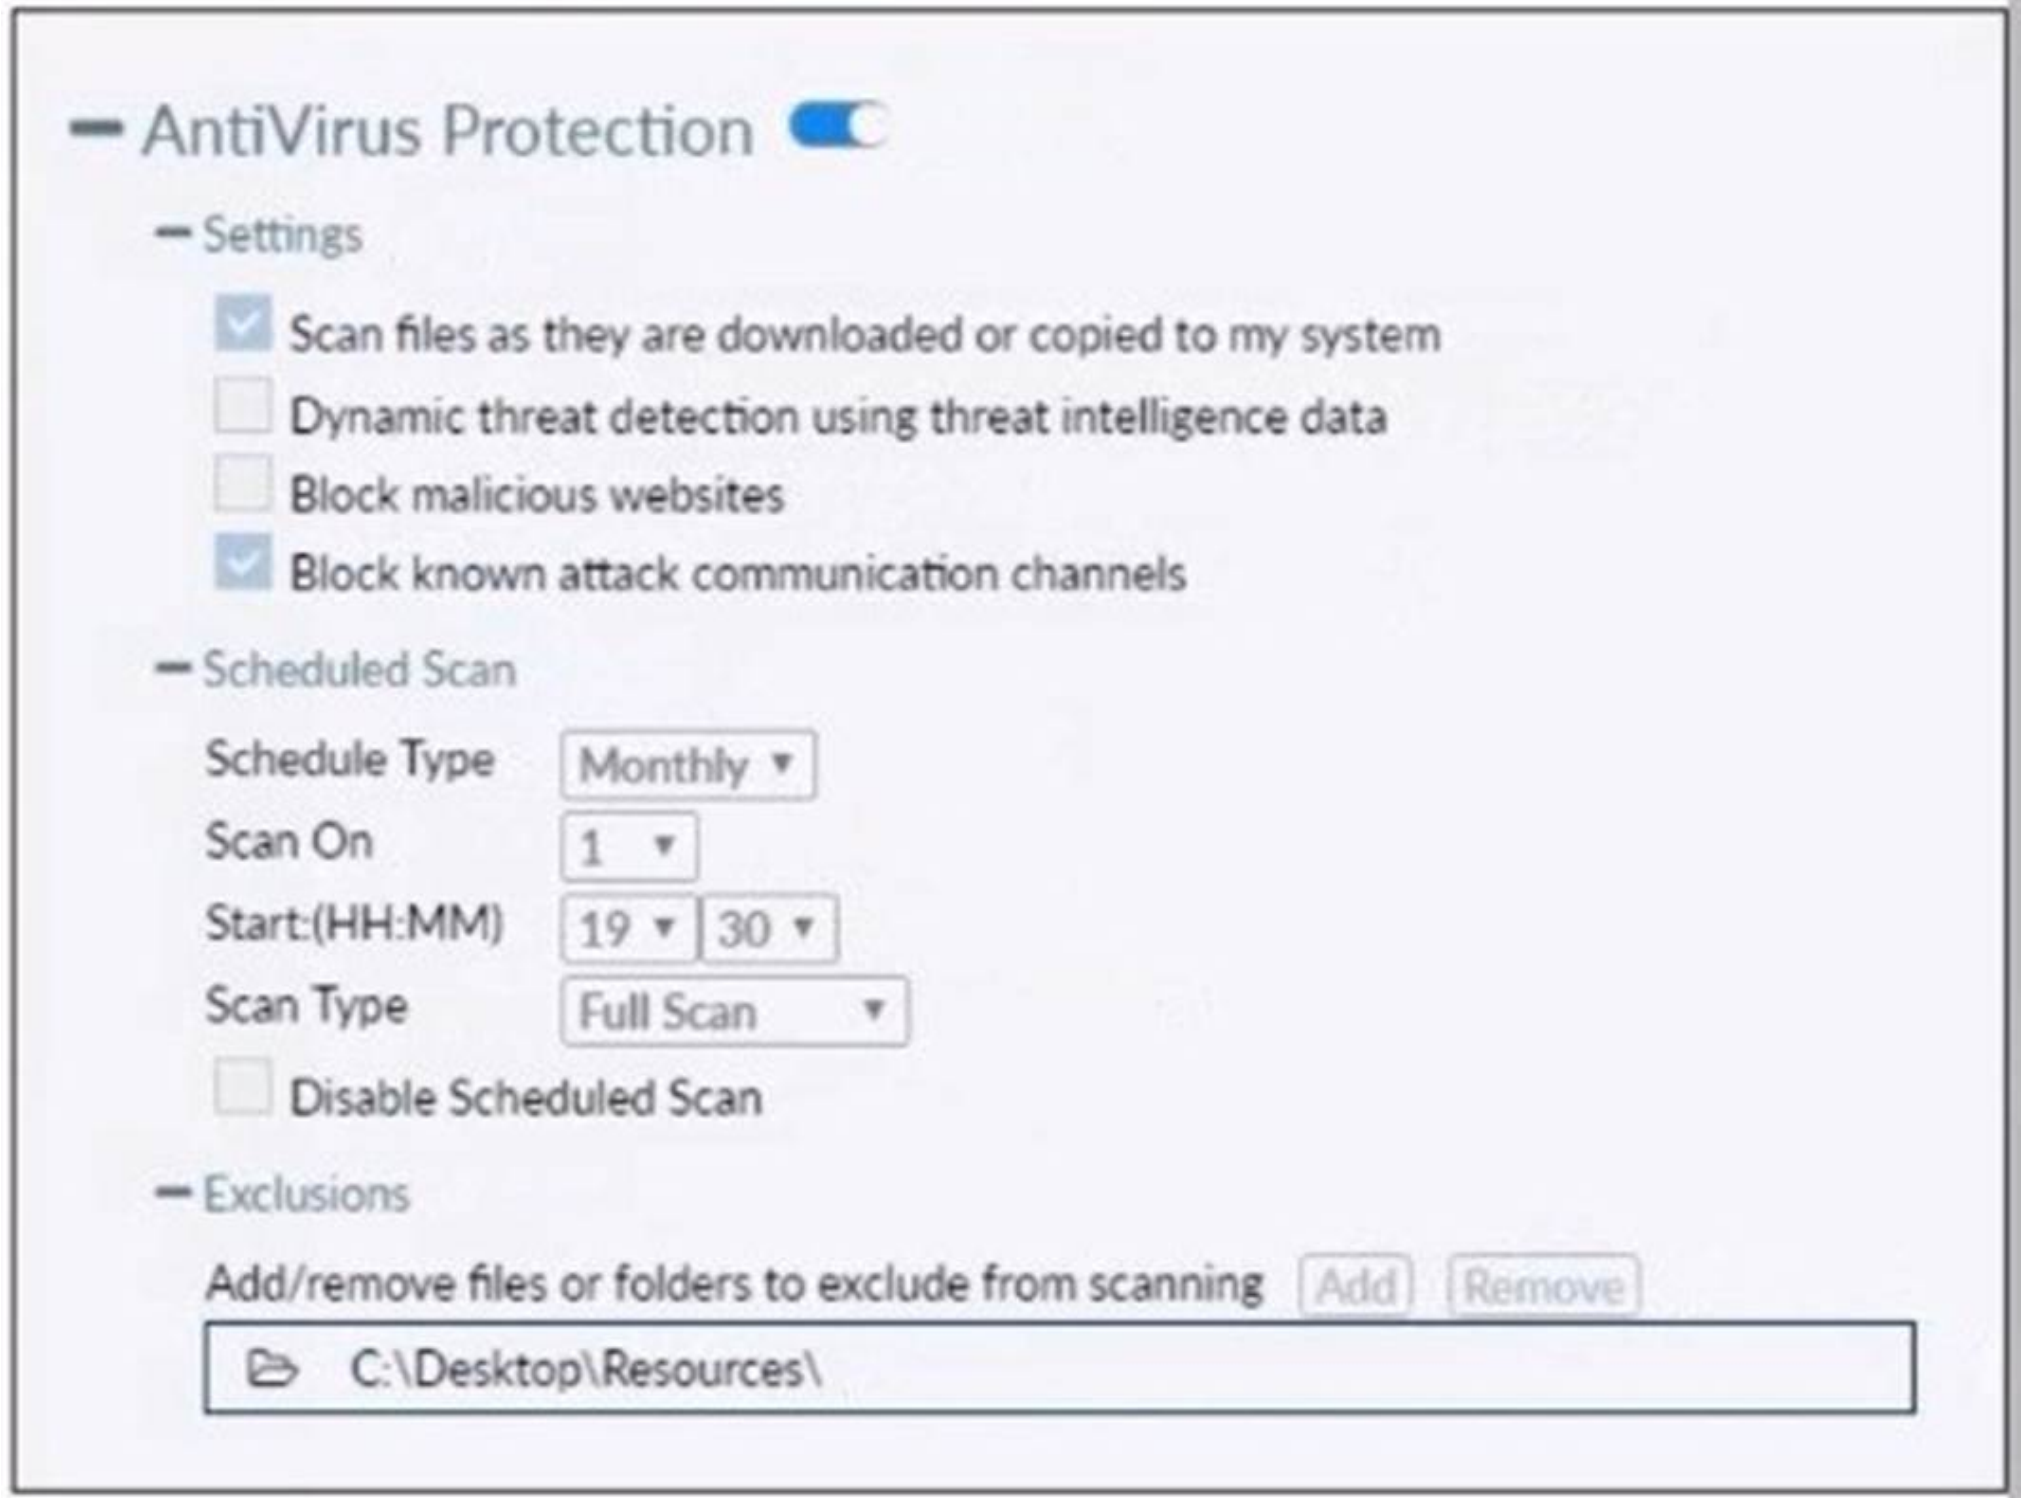 AntiVirus Protection
Settings
Scan files as they are downloaded or copied to my system
Dynamic threat detection using threat intelligence data
Block malicious websites
Block known attack communication channels
Scheduled Scan
Schedule Type Monthly
Scan On 1
Start:(HH:MM) 19 30
Scan Type Full Scan
Disable Scheduled Scan
Exclusions
Add/remove files or folders to exclude from scanning Add Remove
C:\Desktop\Resources\